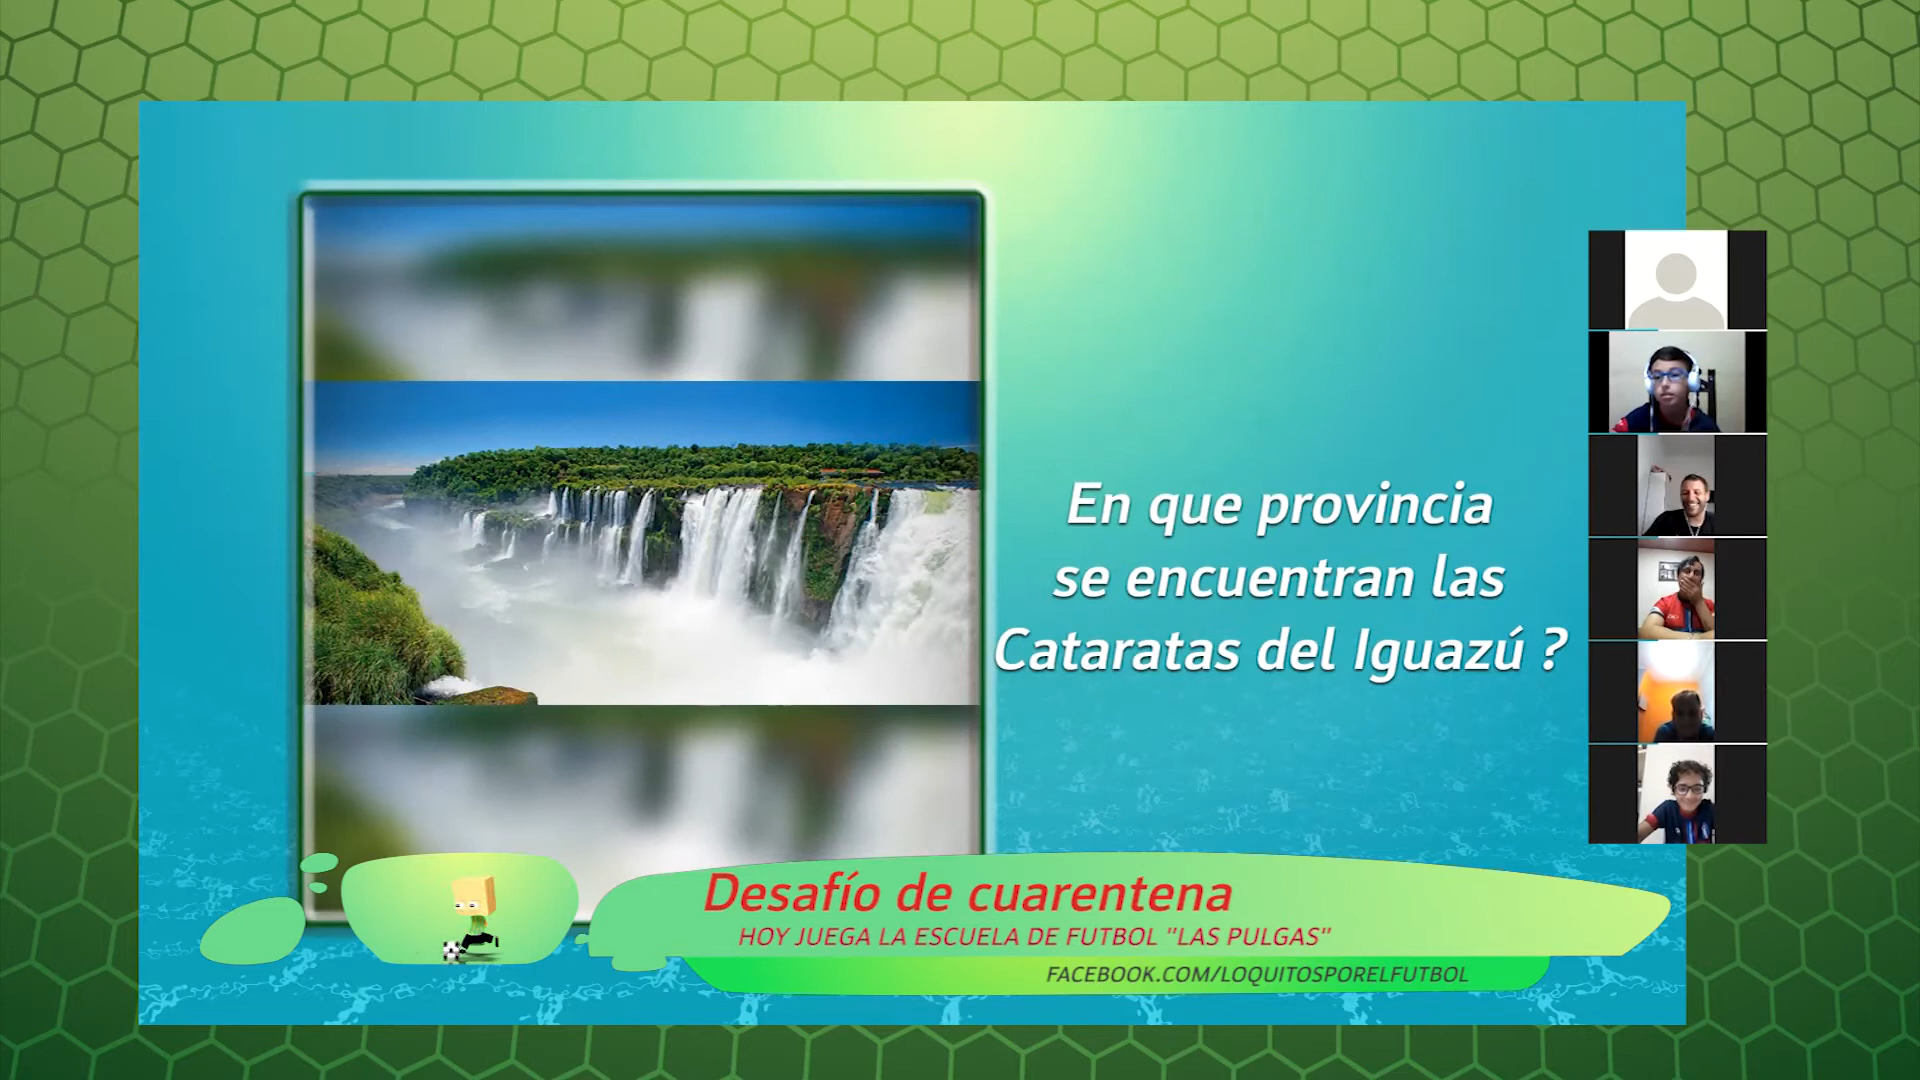 En que provincia
se encuentran las
Cataratas del Iguazú ?
Desafío de cuarentena
HOY JUEGA LA ESCUELA DE FUTBOL "LAS PULGAS"
FACEBOOK.COM/LOQUITOSPORELFUTBOL